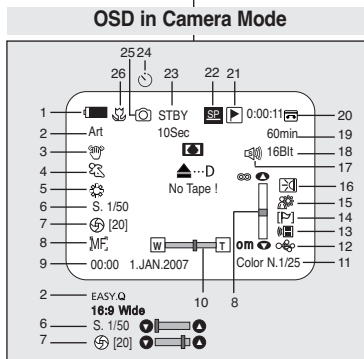 OSD in Camera Mode
25 24
26 23 22 21
1 STBY SP 0:00:11 20
2 Art 10Sec 60min 19
3 16BIt 18
4 ...D 17
5 No Tape ! 16
6 S. 1/50 15
7 [20] 14
8 MF. 13
W T om 12
9 00:00 1.JAN.2007 Color N.1/25 11
10 8
2 EASY.Q
16:9 Wide
6 S. 1/50
7 [20]